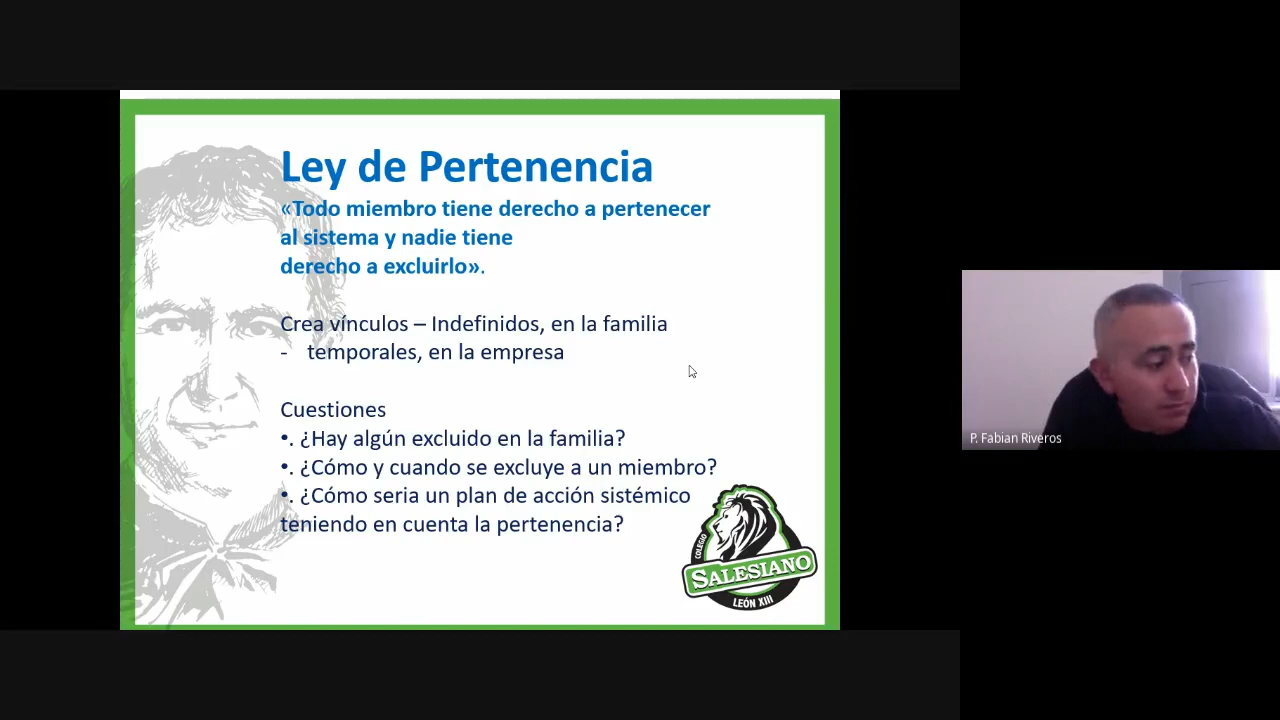 Ley de Pertenencia
«Todo miembro tiene derecho a pertenecer
al sistema y nadie tiene
derecho a excluirlo».
Crea vínculos – Indefinidos, en la familia
- temporales, en la empresa
Cuestiones
•. ¿Hay algún excluido en la familia?
•. ¿Cómo y cuando se excluye a un miembro?
•. ¿Cómo seria un plan de acción sistémico
teniendo en cuenta la pertenencia?
COLEGIO
SALESIANO
LEÓN XIII
P. Fabian Riveros